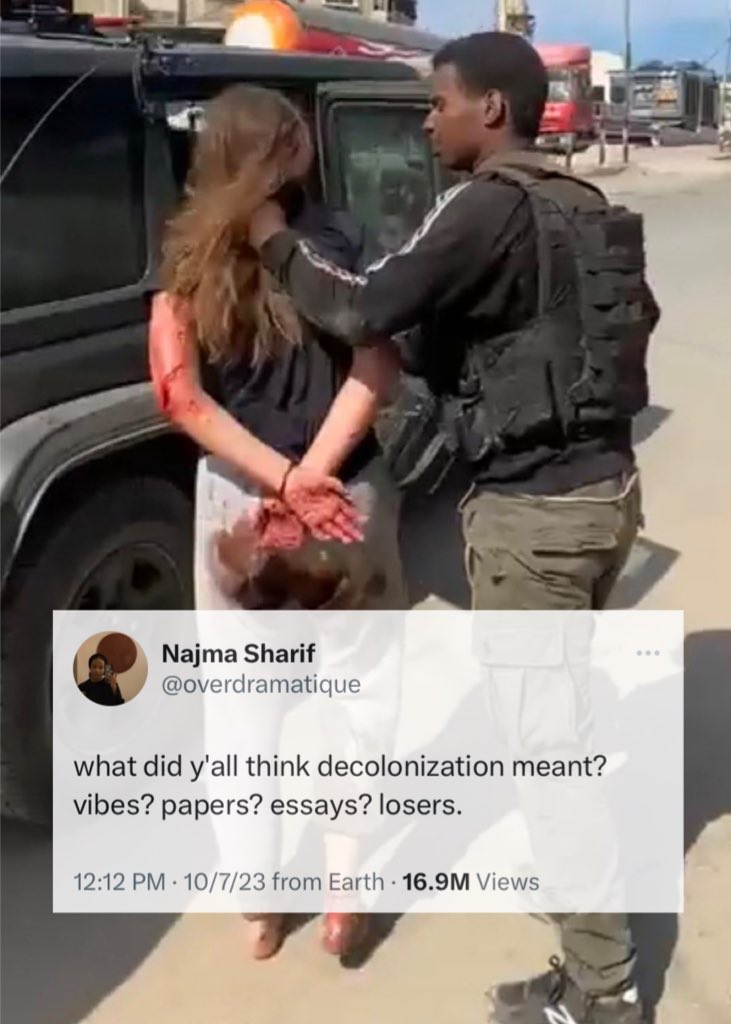 Najma Sharif
@overdramatique
what did y'all think decolonization meant?
vibes? papers? essays? losers.
12:12 PM · 10/7/23 from Earth · 16.9M Views